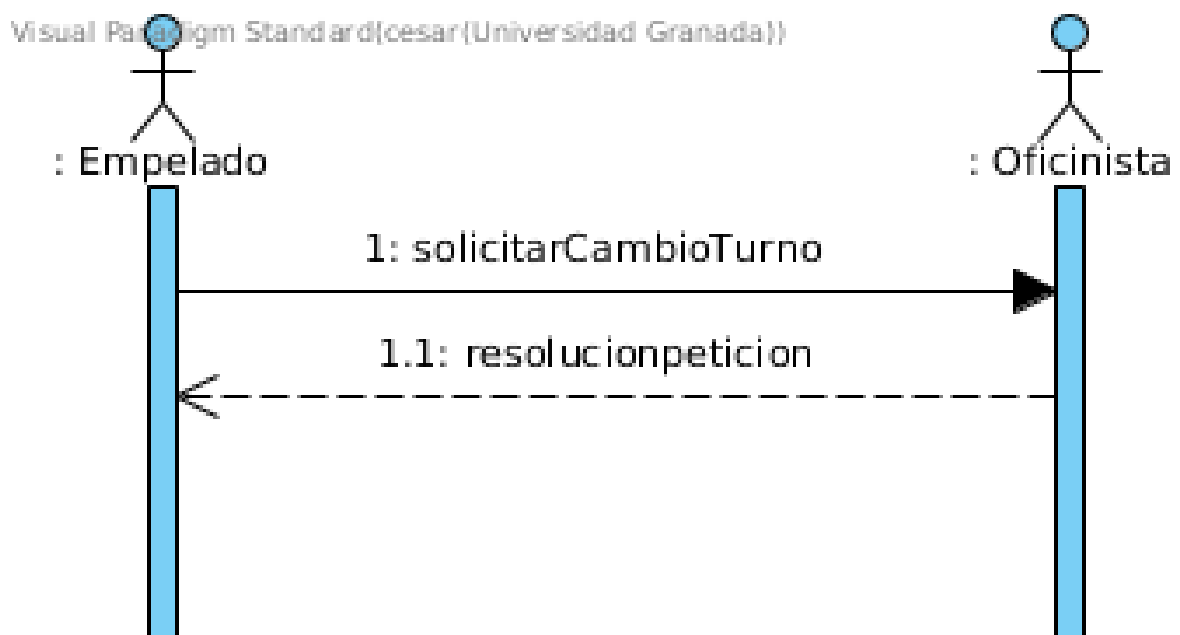 Visual Paradigm Standard(cesar(Universidad Granada))
: Empelado
: Oficinista
1: solicitarCambioTurno
1.1: resolucionpeticion